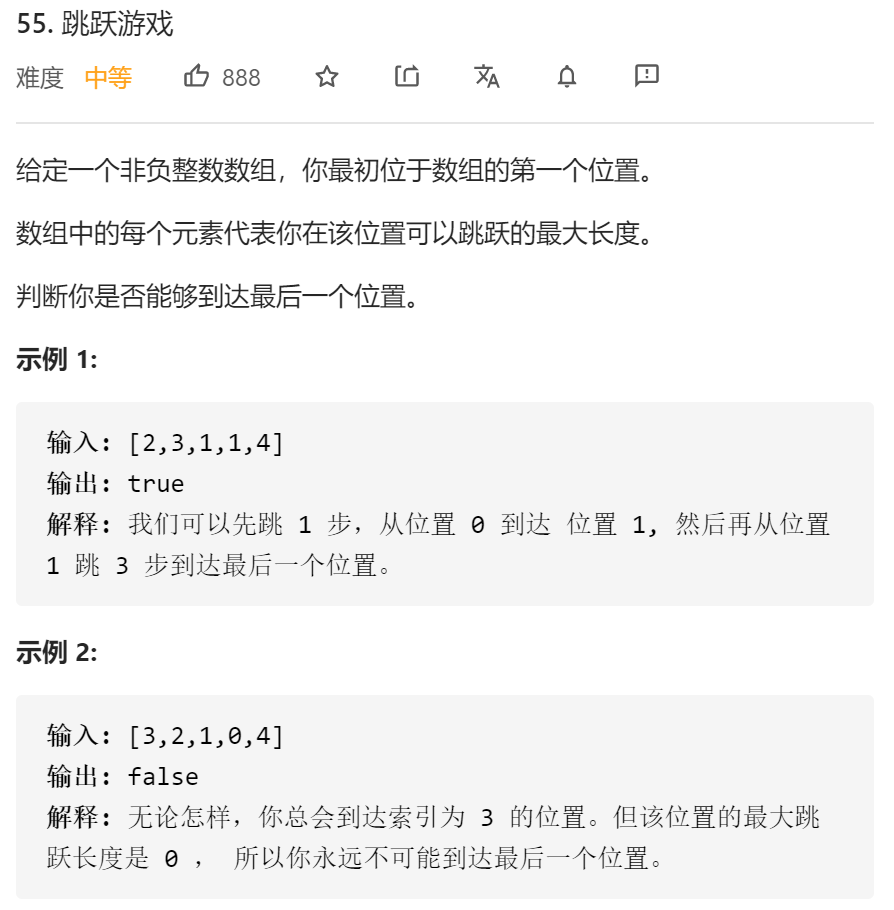 55. 跳跃游戏
难度 中等 888
给定一个非负整数数组，你最初位于数组的第一个位置。
数组中的每个元素代表你在该位置可以跳跃的最大长度。
判断你是否能够到达最后一个位置。
示例 1:
输入: [2,3,1,1,4]
输出: true
解释: 我们可以先跳 1 步，从位置 0 到达 位置 1, 然后再从位置
1 跳 3 步到达最后一个位置。
示例 2:
输入: [3,2,1,0,4]
输出: false
解释: 无论怎样，你总会到达索引为 3 的位置。但该位置的最大跳
跃长度是 0 ， 所以你永远不可能到达最后一个位置。